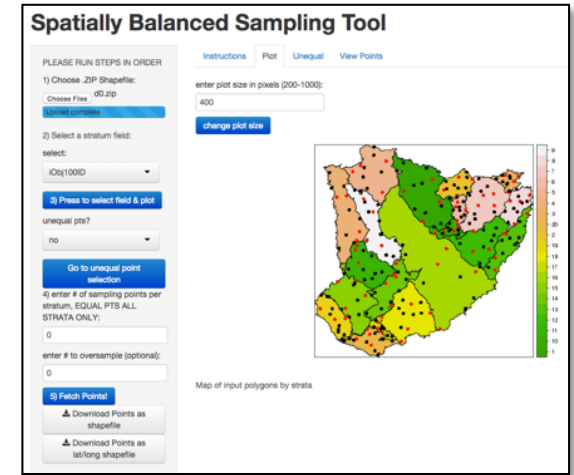 Spatially Balanced Sampling Tool
PLEASE RUN STEPS IN ORDER
1) Choose .ZIP Shapefile:
Choose Files d0.zip
Upload complete
2) Select a stratum field:
select:
iObj100ID
3) Press to select field & plot
unequal pts?
no
Go to unequal point
selection
4) enter # of sampling points per
stratum, EQUAL PTS ALL
STRATA ONLY:
0
enter # to oversample (optional):
0
5) Fetch Points!
Download Points as
shapefile
Download Points as
lat/long shapefile
Instructions Plot Unequal View Points
enter plot size in pixels (200-1000):
400
change plot size
9
8
7
6
5
4
3
20
2
19
18
17
16
15
14
13
12
11
10
1
Map of input polygons by strata